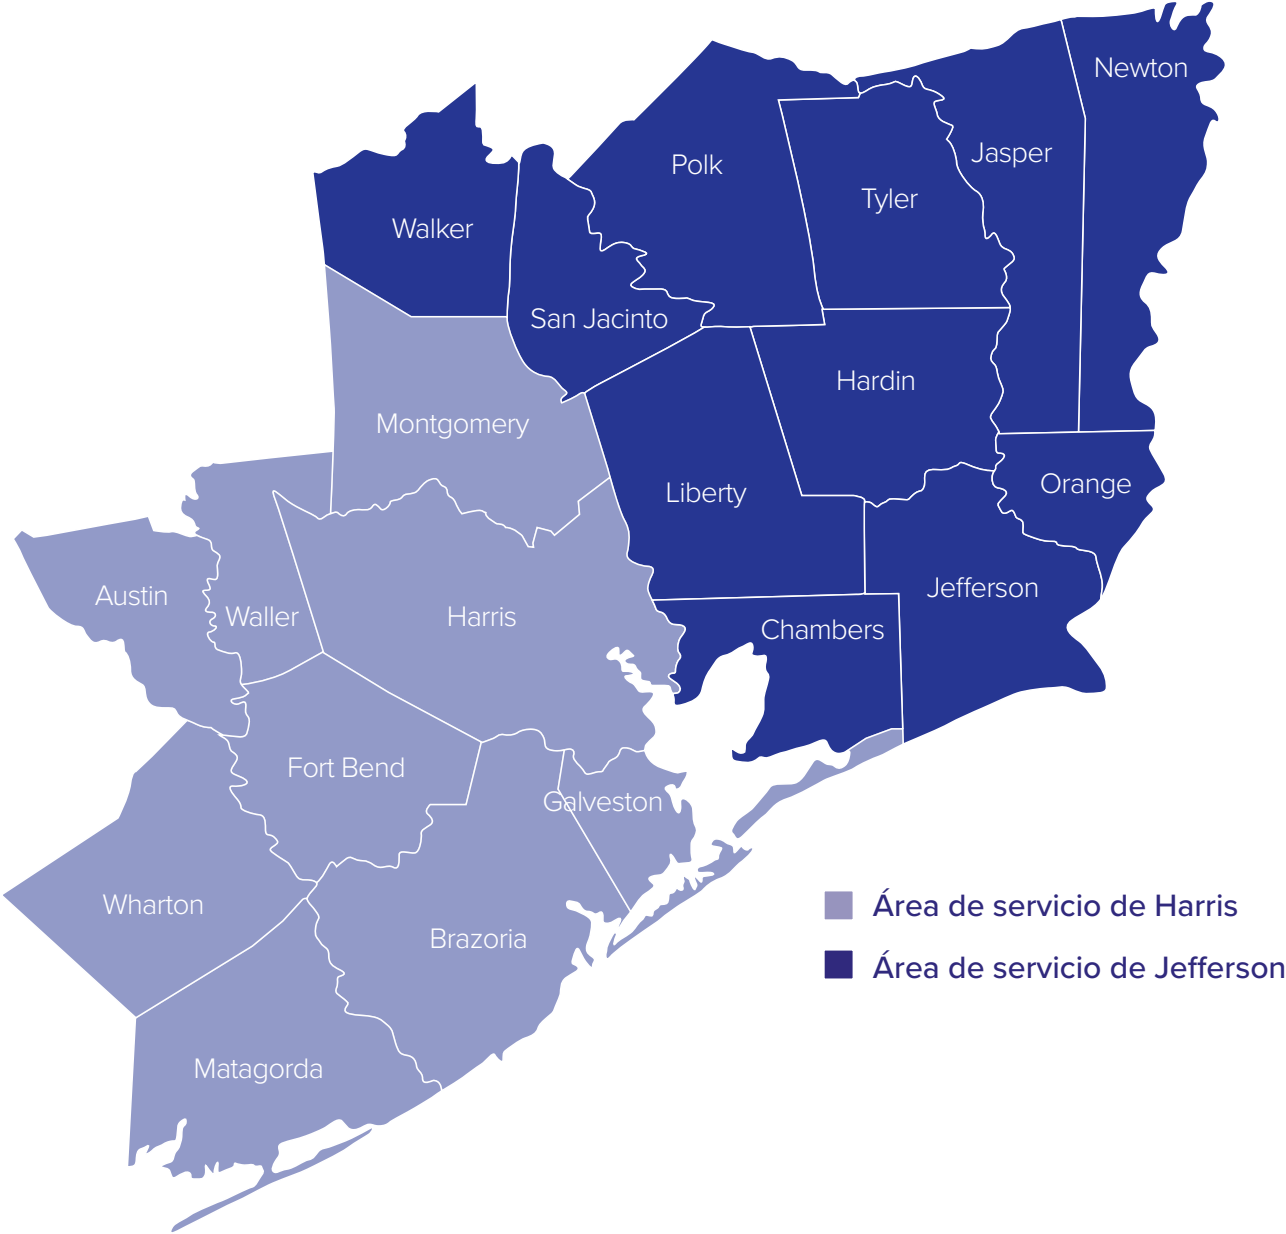 Newton
Jasper
Polk
Tyler
Walker
San Jacinto
Hardin
Montgomery
Liberty
Orange
Jefferson
Austin
Waller
Harris
Chambers
Fort Bend
Galveston
Wharton
Brazoria
Matagorda
Área de servicio de Harris
Área de servicio de Jefferson